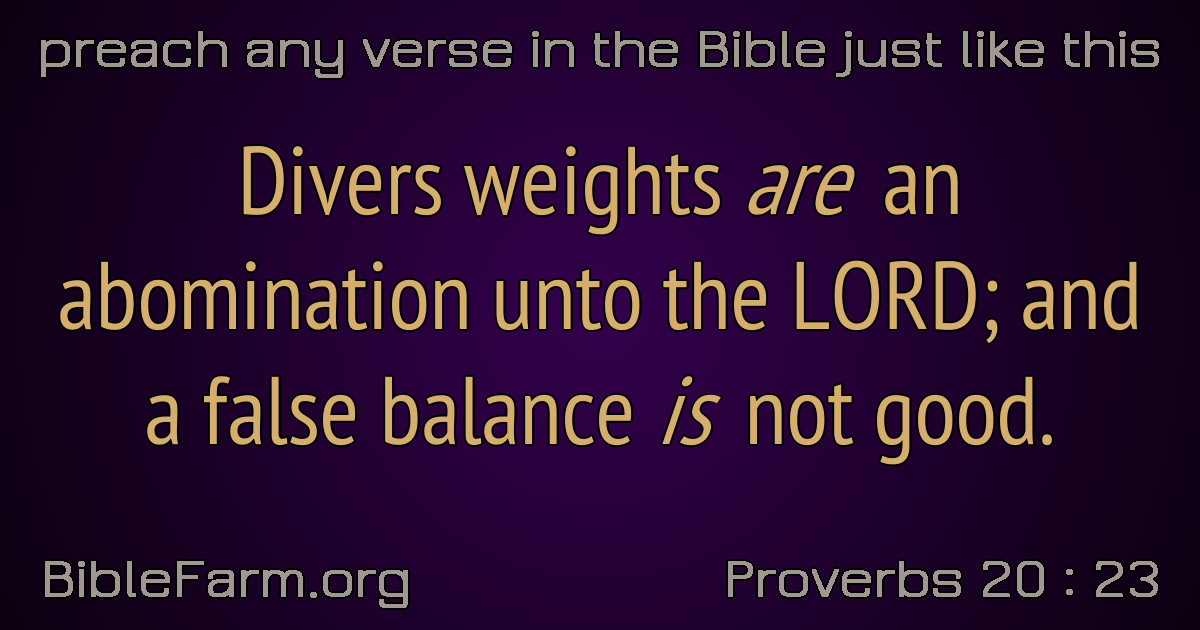 preach any verse in the Bible just like this
Divers weights are an
abomination unto the LORD; and
a false balance is not good.
BibleFarm.org
Proverbs 20 : 23